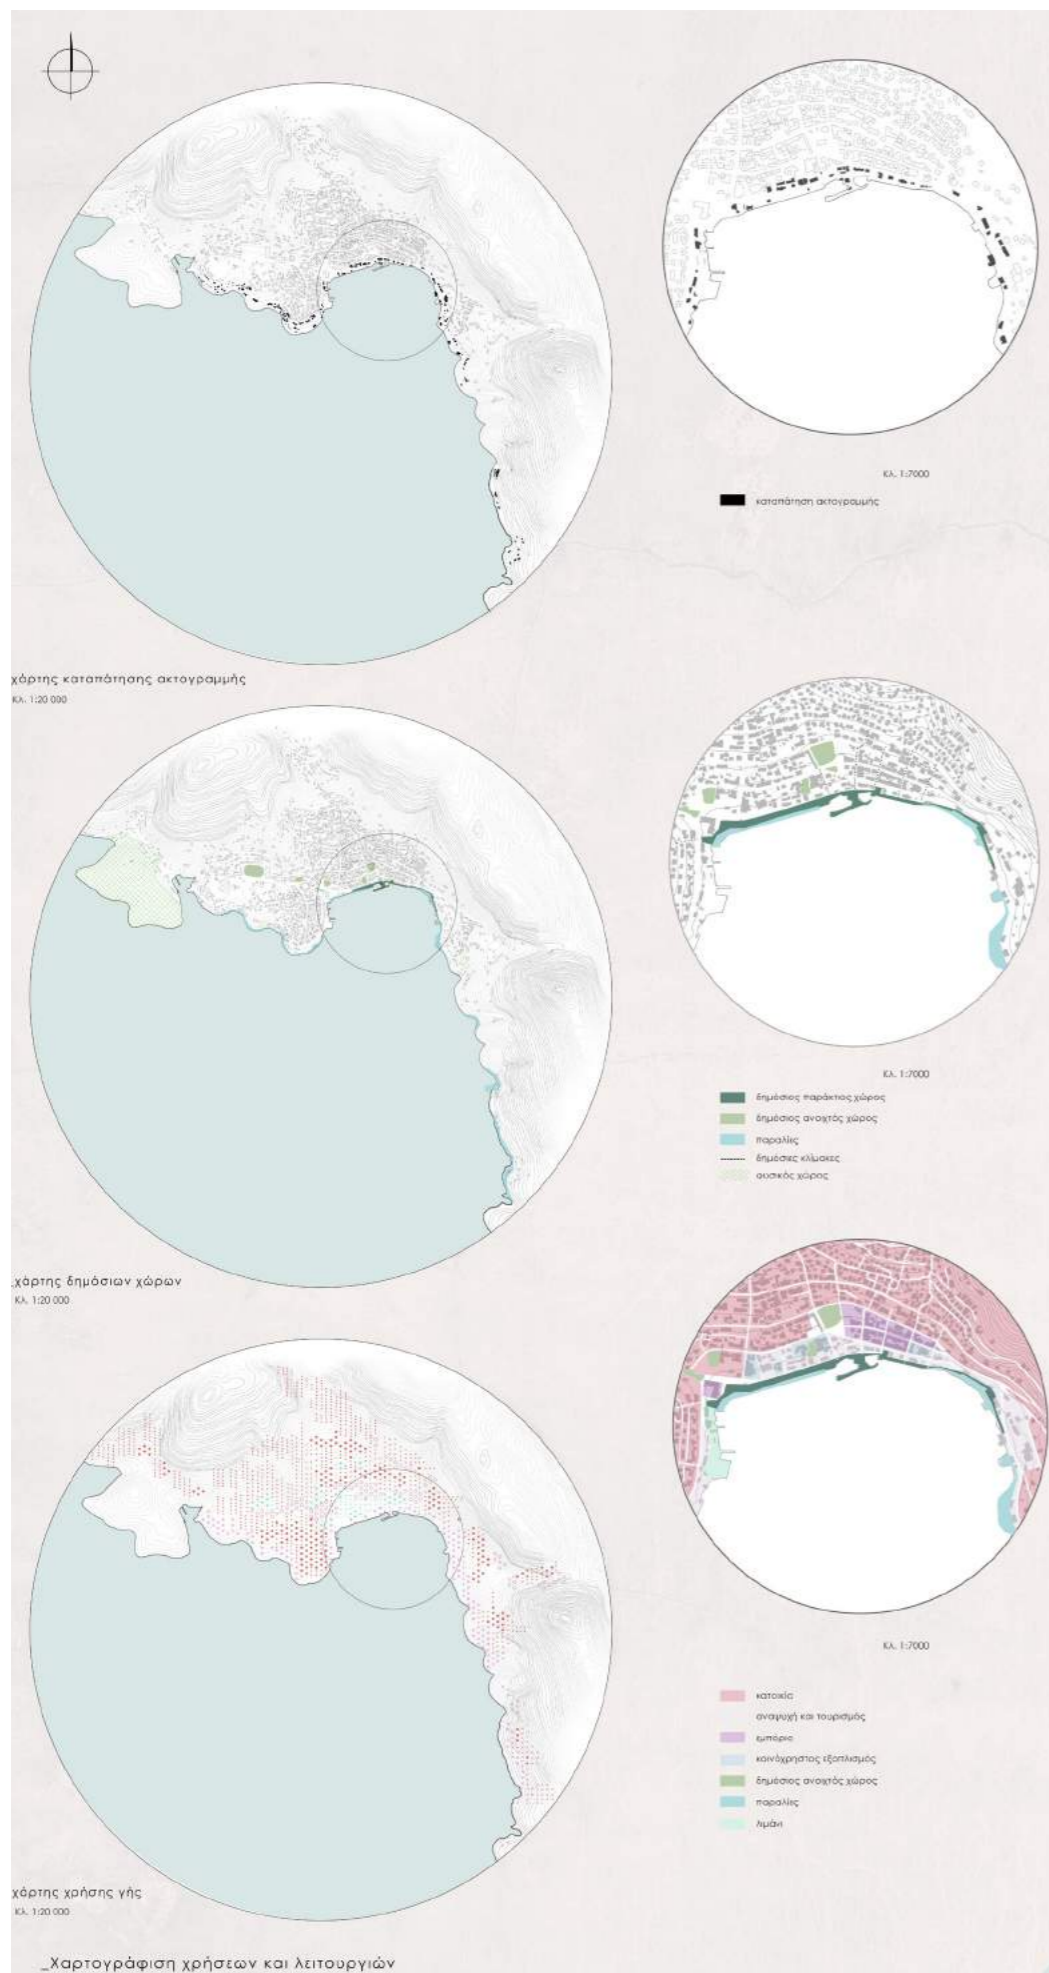 Κλ. 1:7000
καταπάτηση ακτογραμμής
χάρτης καταπάτησης ακτογραμμής
Κλ. 1:20 000
Κλ. 1:7000
δημόσιος παράκτιος χώρος
δημόσιος ανοιχτός χώρος
παραλίες
δημόσιες κλίμακες
φυσικός χώρος
_χάρτης δημόσιων χώρων
Κλ. 1:20 000
Κλ. 1:7000
κατοικία
αναψυχή και τουρισμός
εμπόριο
κοινόχρηστος εξοπλισμός
δημόσιος ανοιχτός χώρος
παραλίες
λιμάνι
χάρτης χρήσης γής
Κλ. 1:20 000
_Χαρτογράφιση χρήσεων και λειτουργιών